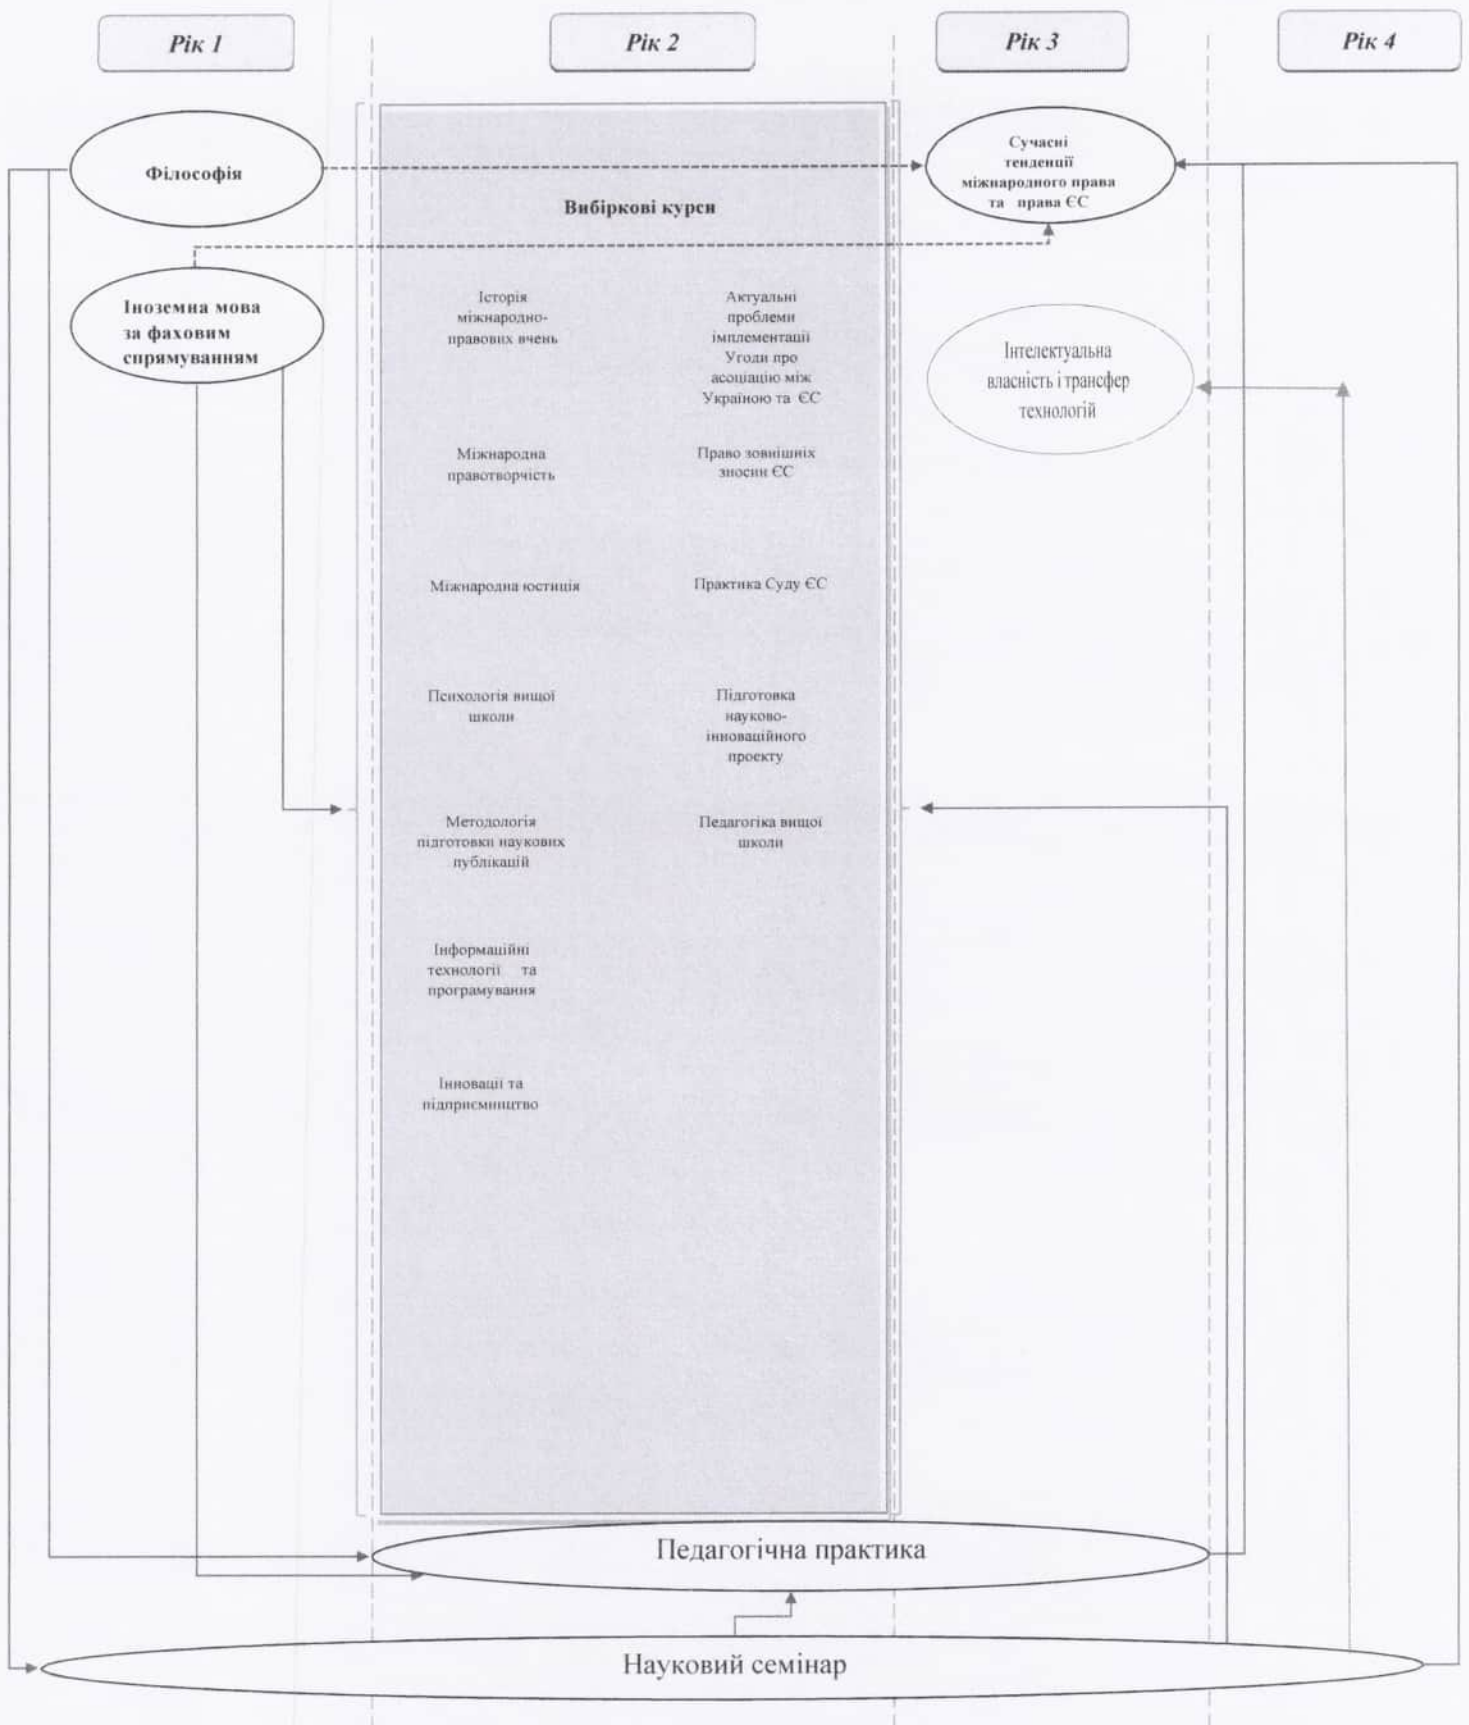 Рік 1
Рік 2
Рік 3
Рік 4
Філософія
Вибіркові курси
Сучасні
тенденції
міжнародного права
та права ЄС
Іноземна мова
за фаховим
спрямуванням
Історія
міжнародно-
правових вчень
Актуальні
проблеми
імплементації
Угоди про
асоціацію між
Україною та ЄС
Інтелектуальна
власність і трансфер
технологій
Міжнародна
правотворчість
Право зовнішніх
зносин ЄС
Міжнародна юстиція
Практика Суду ЄС
Психологія вищої
школи
Підготовка
науково-
інноваційного
проекту
Методологія
підготовки наукових
публікацій
Педагогіка вищої
школи
Інформаційні
технології та
програмування
Інновації та
підприємництво
Педагогічна практика
Науковий семінар